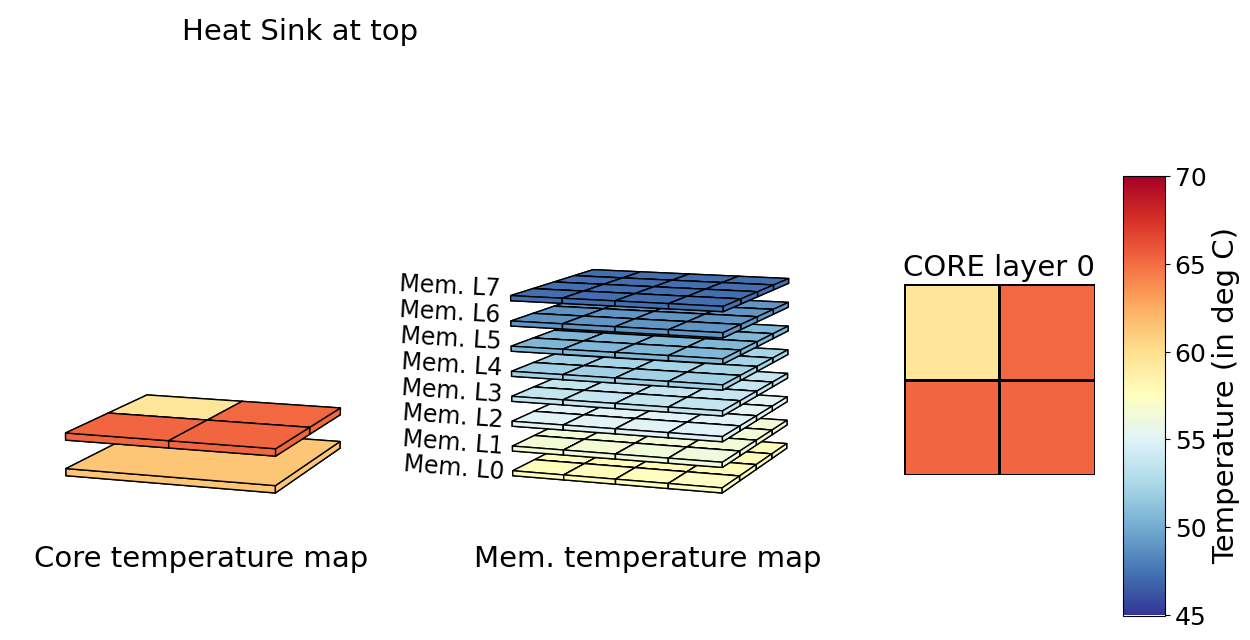 Heat Sink at top
Mem. L7
Mem. L6
Mem. L5
Mem. L4
Mem. L3
Mem. L2
Mem. L1
Mem. L0
Core temperature map
Mem. temperature map
CORE layer 0
70
65
60
55
50
45
Temperature (in deg C)